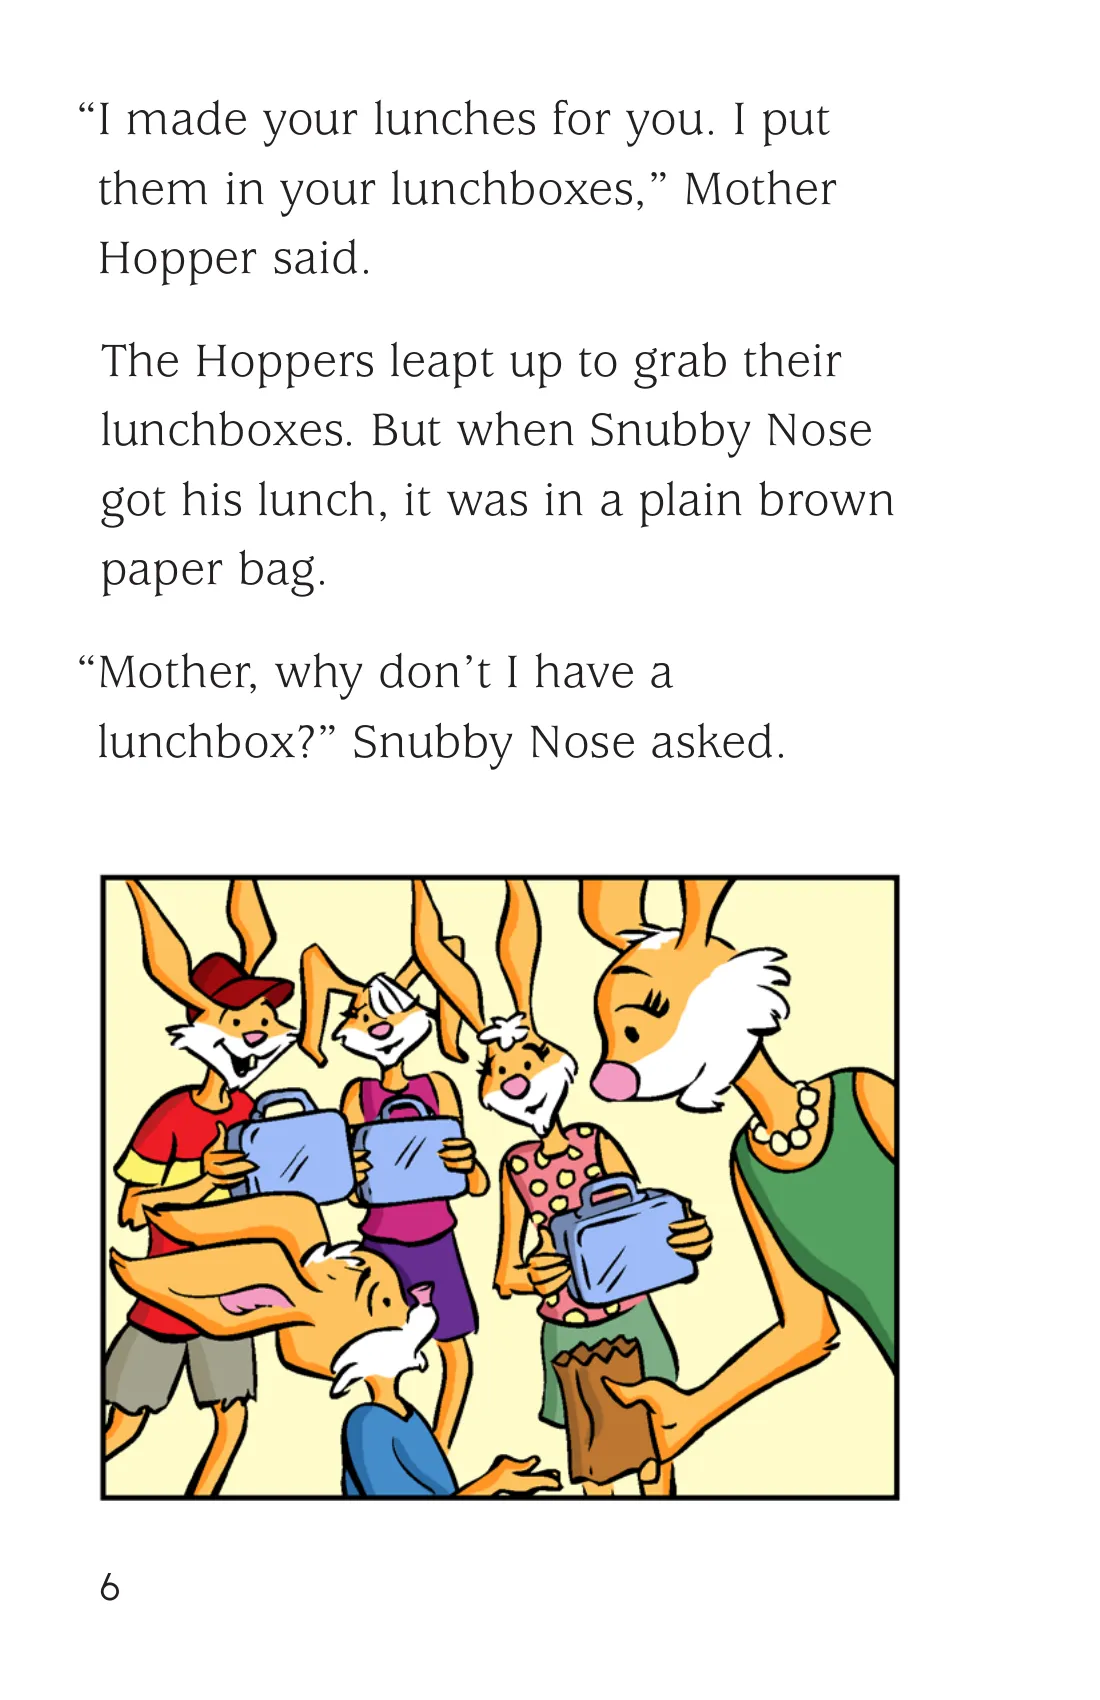 “I made your lunches for you. I put
them in your lunchboxes,” Mother
Hopper said.
The Hoppers leapt up to grab their
lunchboxes. But when Snubby Nose
got his lunch, it was in a plain brown
paper bag.
“Mother, why don’t I have a
lunchbox?” Snubby Nose asked.
6